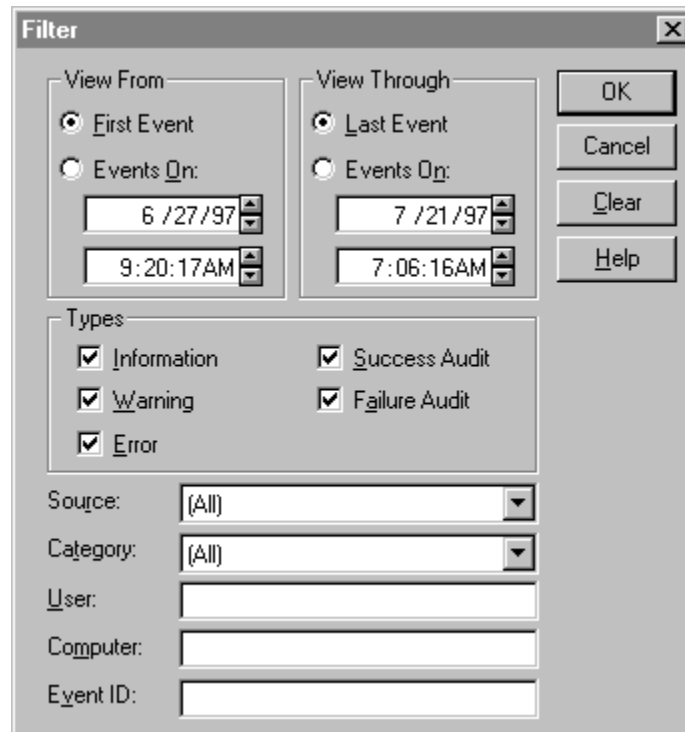 Filter
View From
First Event
Events On:
6 /27/97
9:20:17AM
View Through
Last Event
Events On:
7 /21/97
7:06:16AM
OK
Cancel
Clear
Help
Types
Information
Success Audit
Warning
Failure Audit
Error
Source: (All)
Category: (All)
User:
Computer:
Event ID: